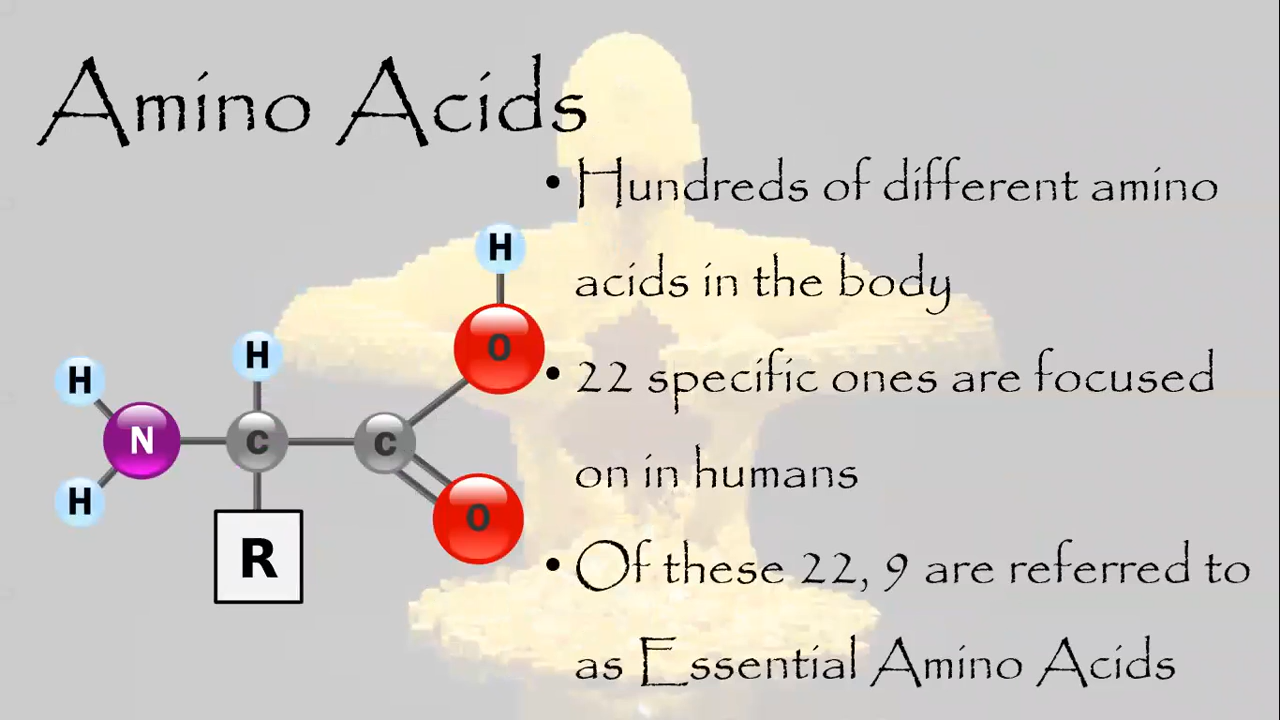 Amino Acids
• Hundreds of different amino
acids in the body
• 22 specific ones are focused
on in humans
• Of these 22, 9 are referred to
as Essential Amino Acids
H
H
O
H
N
C
C
H
O
R